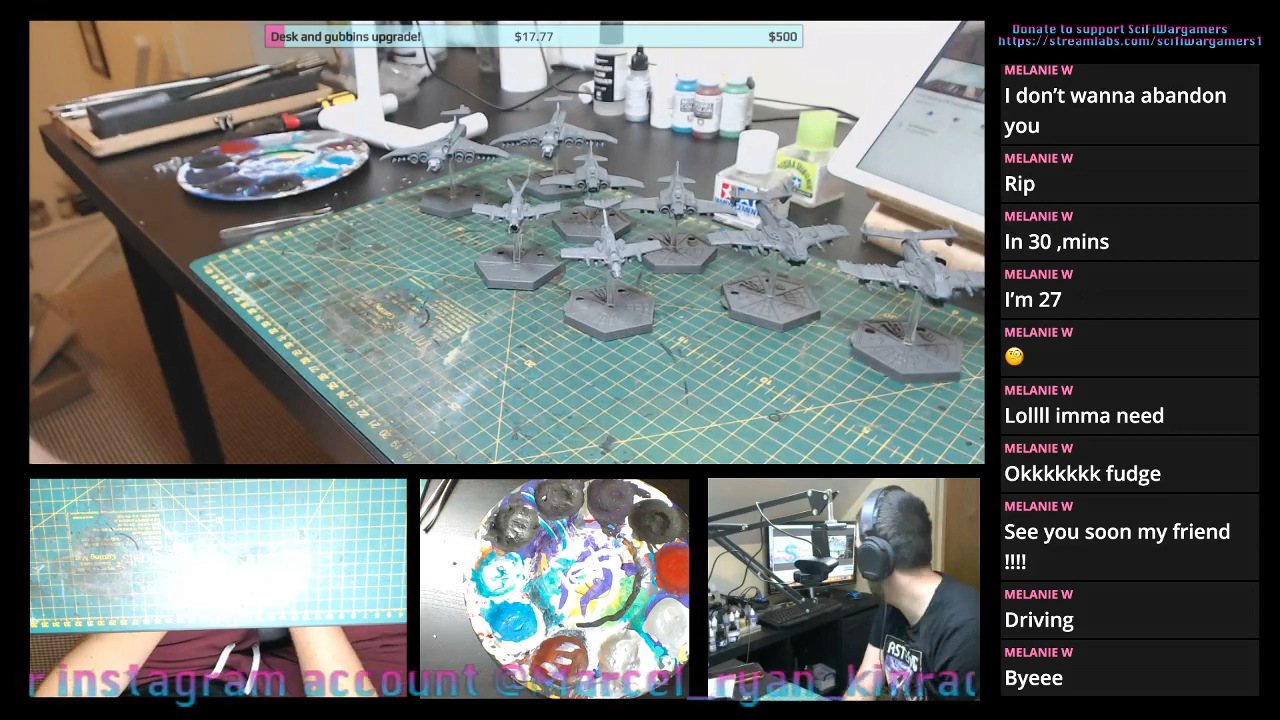 Desk and gubbins upgrade! $17.77 $500
Donate to support SciFiWargamers
https://streamlabs.com/scifiwargamers1
MELANIE W
I don’t wanna abandon
you
MELANIE W
Rip
MELANIE W
In 30 ,mins
MELANIE W
I’m 27
MELANIE W
🧐
MELANIE W
Lollll imma need
MELANIE W
Okkkkkkk fudge
MELANIE W
See you soon my friend
!!!!
MELANIE W
Driving
MELANIE W
Byeee
r instagram account @Marcel_ryan_kinrac